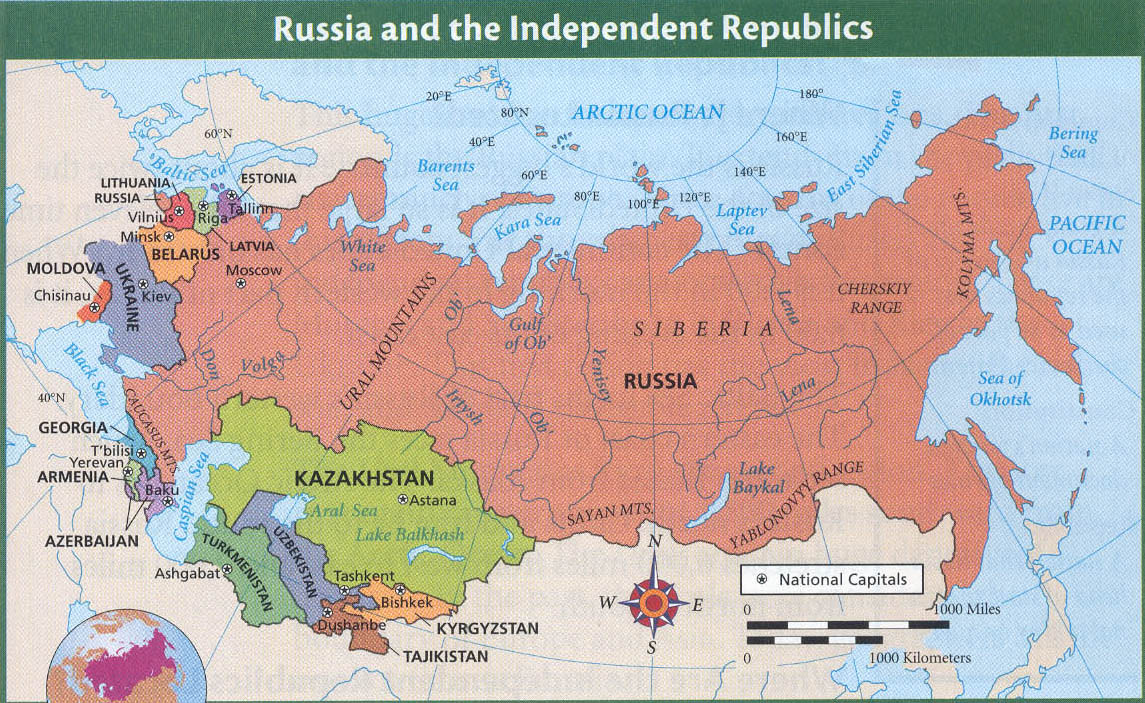 Russia and the Independent Republics
ARCTIC OCEAN
180°
20°E
80°N
160°E
East Siberian Sea
Bering
Sea
60°N
40°E
Barents
Sea
60°E
80°E
100°E
120°E
140°E
Baltic Sea
LITHUANIA
ESTONIA
RUSSIA
Vilnius
Riga
Tallinn
Kara Sea
Laptev
Sea
PACIFIC
OCEAN
Minsk
BELARUS
LATVIA
White
Sea
KOLYMA MTS.
MOLDOVA
UKRAINE
Moscow
Chisinau
Kiev
URAL MOUNTAINS
Ob'
Gulf
of Ob'
Yenisey
SIBERIA
Lena
CHERSKIY
RANGE
Black Sea
Don
Volga
Irtysh
Ob'
RUSSIA
Lena
Sea of
Okhotsk
40°N
CAUCASUS MTS.
GEORGIA
T'bilisi
Yerevan
ARMENIA
Baku
AZERBAIJAN
Caspian Sea
KAZAKHSTAN
Astana
Aral Sea
Lake Balkhash
Lake
Baykal
SAYAN MTS.
YABLONOVYY RANGE
TURKMENISTAN
UZBEKISTAN
Ashgabat
Tashkent
Bishkek
Dushanbe
KYRGYZSTAN
TAJIKISTAN
N
W
E
S
National Capitals
0
1000 Miles
0
1000 Kilometers